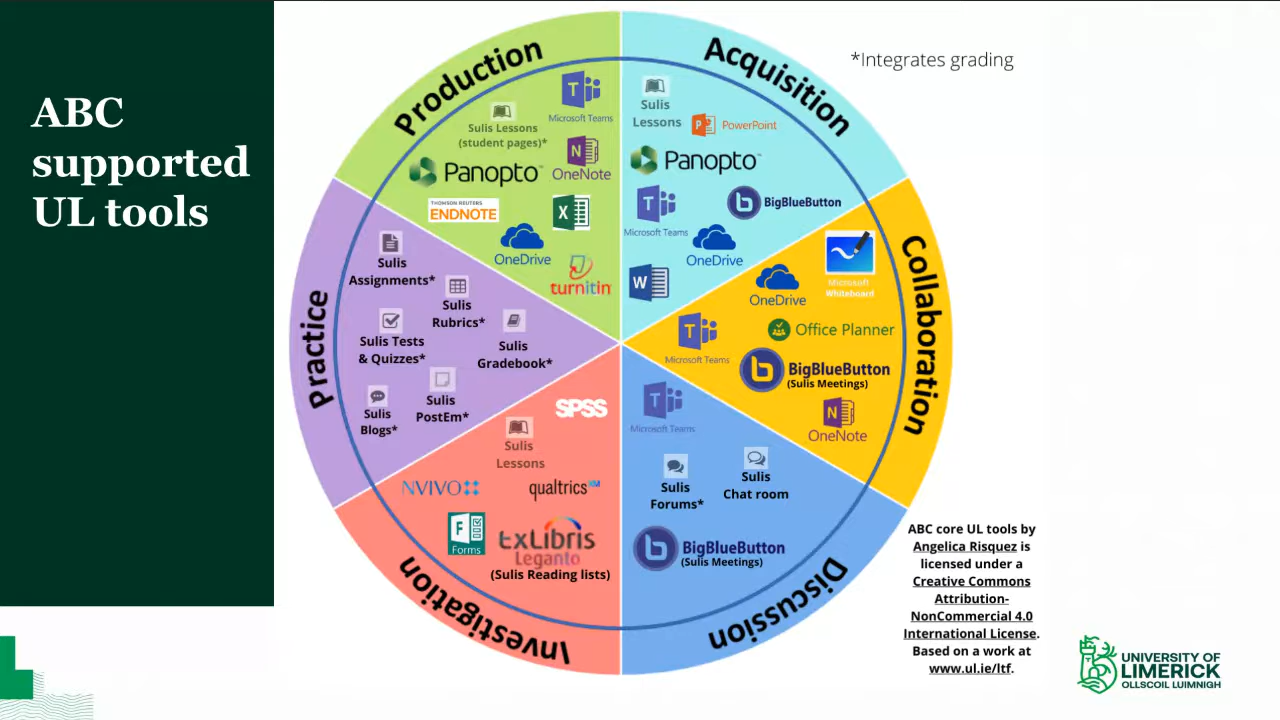 ABC
supported
UL tools
*Integrates grading
Production
Microsoft Teams
Sulis Lessons
(student pages)*
Panopto™
N
OneNote
THOMSON REUTERS
ENDNOTE
X
OneDrive
turnitin
T
Acquisition
Sulis
Lessons
P
PowerPoint
Panopto™
T
Microsoft Teams
b
BigBlueButton
OneDrive
W
Collaboration
OneDrive
Microsoft
Whiteboard
T
Microsoft Teams
Office Planner
b
BigBlueButton
(Sulis Meetings)
N
OneNote
Discussion
T
Microsoft Teams
Sulis
Forums*
Sulis
Chat room
b
BigBlueButton
(Sulis Meetings)
Investigation
SPSS
Sulis
Lessons
NVIVO
qualtrics XM
F
Forms
ExLibris
Leganto
(Sulis Reading lists)
Practice
Sulis
Assignments*
Sulis
Rubrics*
Sulis Tests
& Quizzes*
Sulis
Gradebook*
Sulis
PostEm*
Sulis
Blogs*
ABC core UL tools by
Angelica Risquez is
licensed under a
Creative Commons
Attribution-
NonCommercial 4.0
International License.
Based on a work at
www.ul.ie/ltf.
UNIVERSITY OF
LIMERICK
OLLSCOIL LUIMNIGH